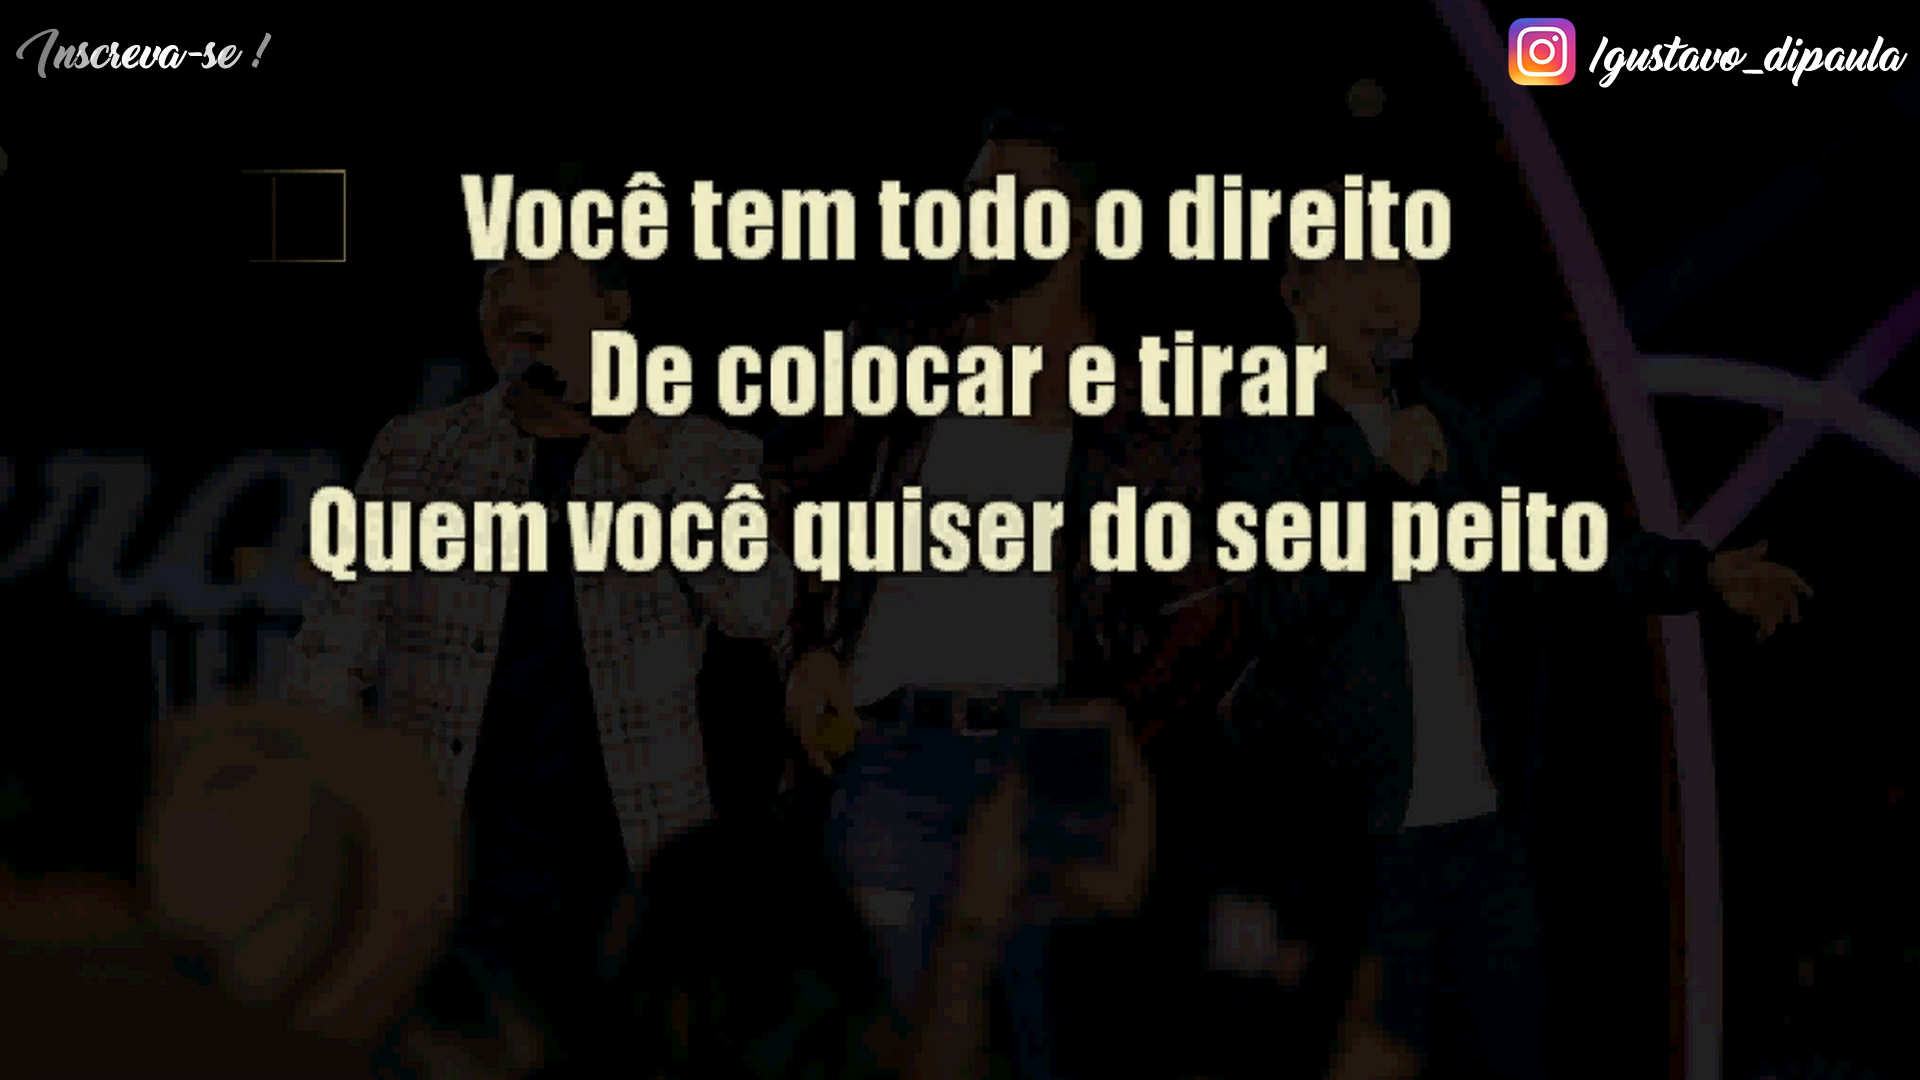 Inscreva-se !
/gustavo_dipaula
Você tem todo o direito
De colocar e tirar
Quem você quiser do seu peito